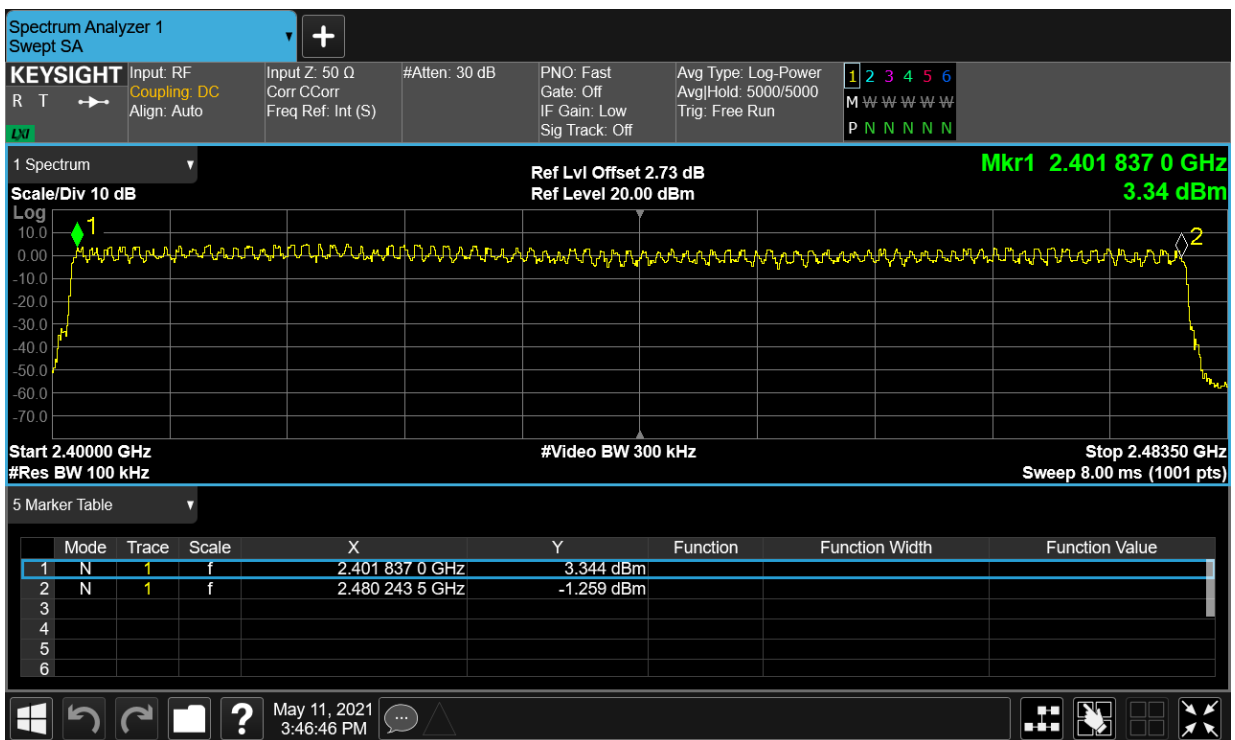 Spectrum Analyzer 1
Swept SA
KEYSIGHT
R T
LXI
Input: RF
Coupling: DC
Align: Auto
Input Z: 50 Ω
Corr CCorr
Freq Ref: Int (S)
#Atten: 30 dB
PNO: Fast
Gate: Off
IF Gain: Low
Sig Track: Off
Avg Type: Log-Power
Avg|Hold: 5000/5000
Trig: Free Run
1 2 3 4 5 6
M W W W W W
P N N N N N
1 Spectrum
Scale/Div 10 dB
Ref Lvl Offset 2.73 dB
Ref Level 20.00 dBm
Mkr1 2.401 837 0 GHz
3.34 dBm
Log
10.0
0.00
-10.0
-20.0
-30.0
-40.0
-50.0
-60.0
-70.0
1
2
Start 2.40000 GHz
#Res BW 100 kHz
#Video BW 300 kHz
Stop 2.48350 GHz
Sweep 8.00 ms (1001 pts)
5 Marker Table
Mode Trace Scale X Y Function Function Width Function Value
1 N 1 f 2.401 837 0 GHz 3.344 dBm
2 N 1 f 2.480 243 5 GHz -1.259 dBm
3
4
5
6
?
May 11, 2021
3:46:46 PM